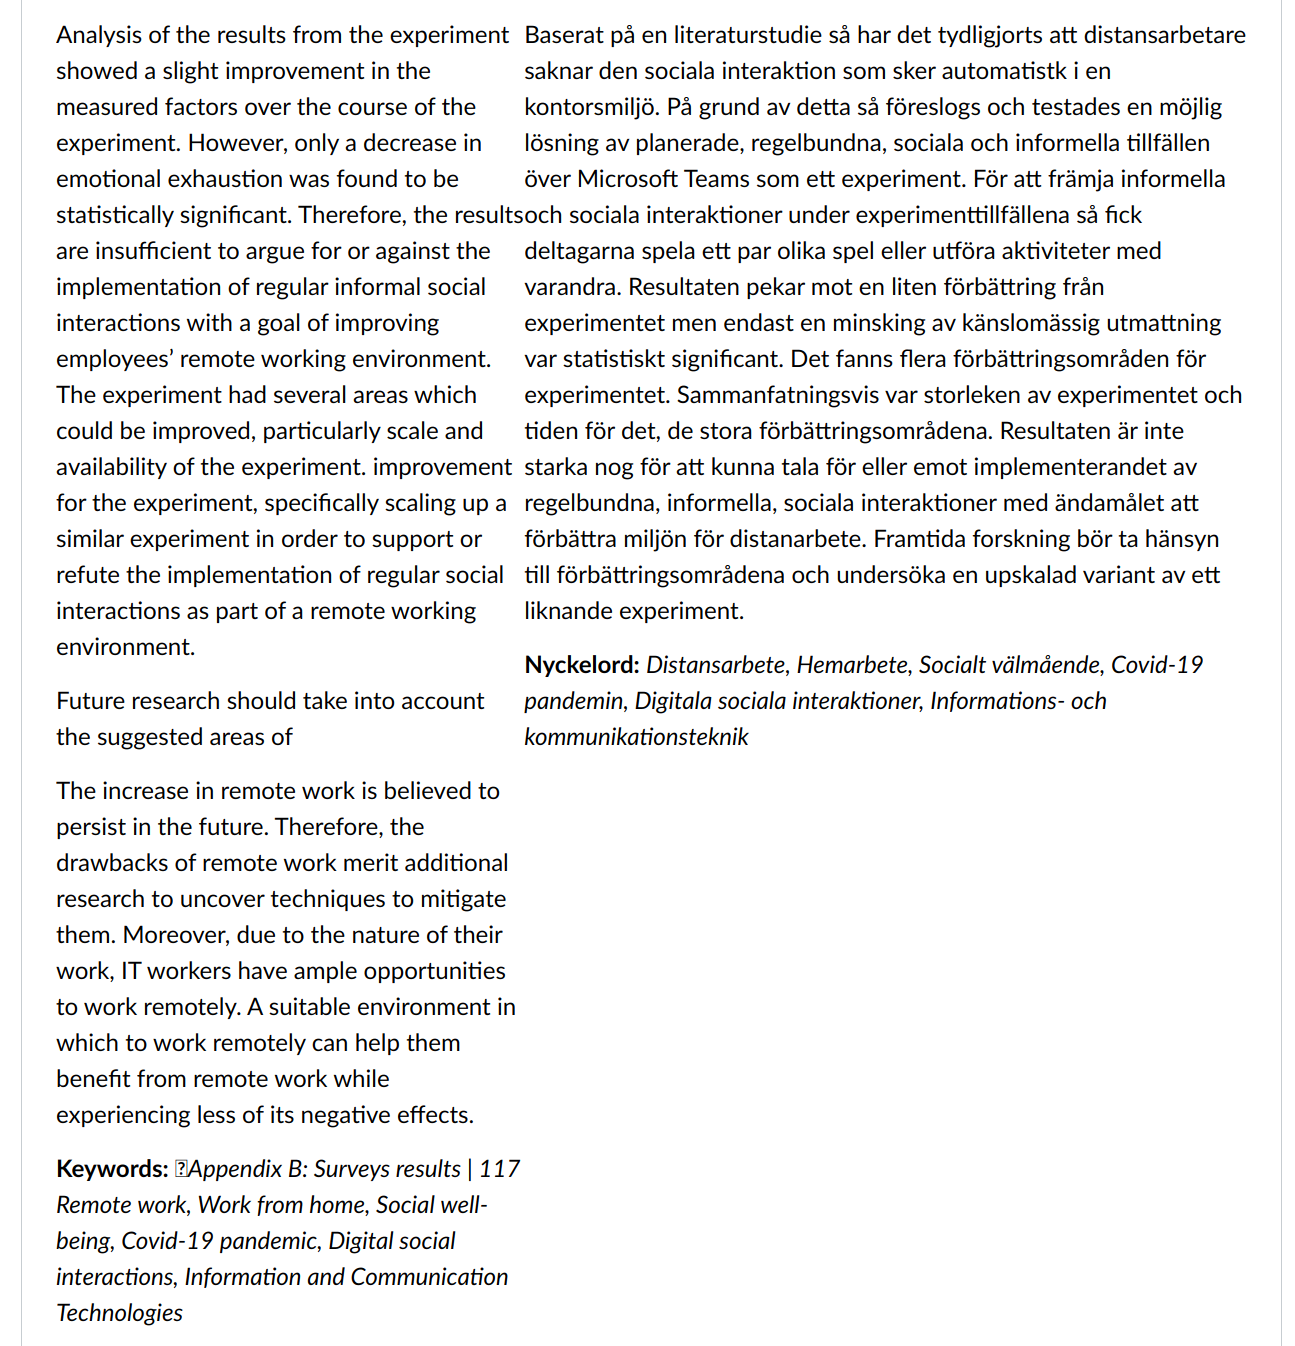 Analysis of the results from the experiment
showed a slight improvement in the
measured factors over the course of the
experiment. However, only a decrease in
emotional exhaustion was found to be
statistically significant. Therefore, the results
are insufficient to argue for or against the
implementation of regular informal social
interactions with a goal of improving
employees’ remote working environment.
The experiment had several areas which
could be improved, particularly scale and
availability of the experiment. improvement
for the experiment, specifically scaling up a
similar experiment in order to support or
refute the implementation of regular social
interactions as part of a remote working
environment.
Future research should take into account
the suggested areas of
The increase in remote work is believed to
persist in the future. Therefore, the
drawbacks of remote work merit additional
research to uncover techniques to mitigate
them. Moreover, due to the nature of their
work, IT workers have ample opportunities
to work remotely. A suitable environment in
which to work remotely can help them
benefit from remote work while
experiencing less of its negative effects.
Keywords: Appendix B: Surveys results | 117
Remote work, Work from home, Social well-
being, Covid-19 pandemic, Digital social
interactions, Information and Communication
Technologies
Baserat på en literaturstudie så har det tydligjorts att distansarbetare
saknar den sociala interaktion som sker automatistk i en
kontorsmiljö. På grund av detta så föreslogs och testades en möjlig
lösning av planerade, regelbundna, sociala och informella tillfällen
över Microsoft Teams som ett experiment. För att främja informella
och sociala interaktioner under experimenttillfällena så fick
deltagarna spela ett par olika spel eller utföra aktiviteter med
varandra. Resultaten pekar mot en liten förbättring från
experimentet men endast en minsking av känslomässig utmattning
var statistiskt significant. Det fanns flera förbättringsområden för
experimentet. Sammanfatningsvis var storleken av experimentet och
tiden för det, de stora förbättringsområdena. Resultaten är inte
starka nog för att kunna tala för eller emot implementerandet av
regelbundna, informella, sociala interaktioner med ändamålet att
förbättra miljön för distanarbete. Framtida forskning bör ta hänsyn
till förbättringsområdena och undersöka en upskalad variant av ett
liknande experiment.
Nyckelord: Distansarbete, Hemarbete, Socialt välmående, Covid-19
pandemin, Digitala sociala interaktioner, Informations- och
kommunikationsteknik